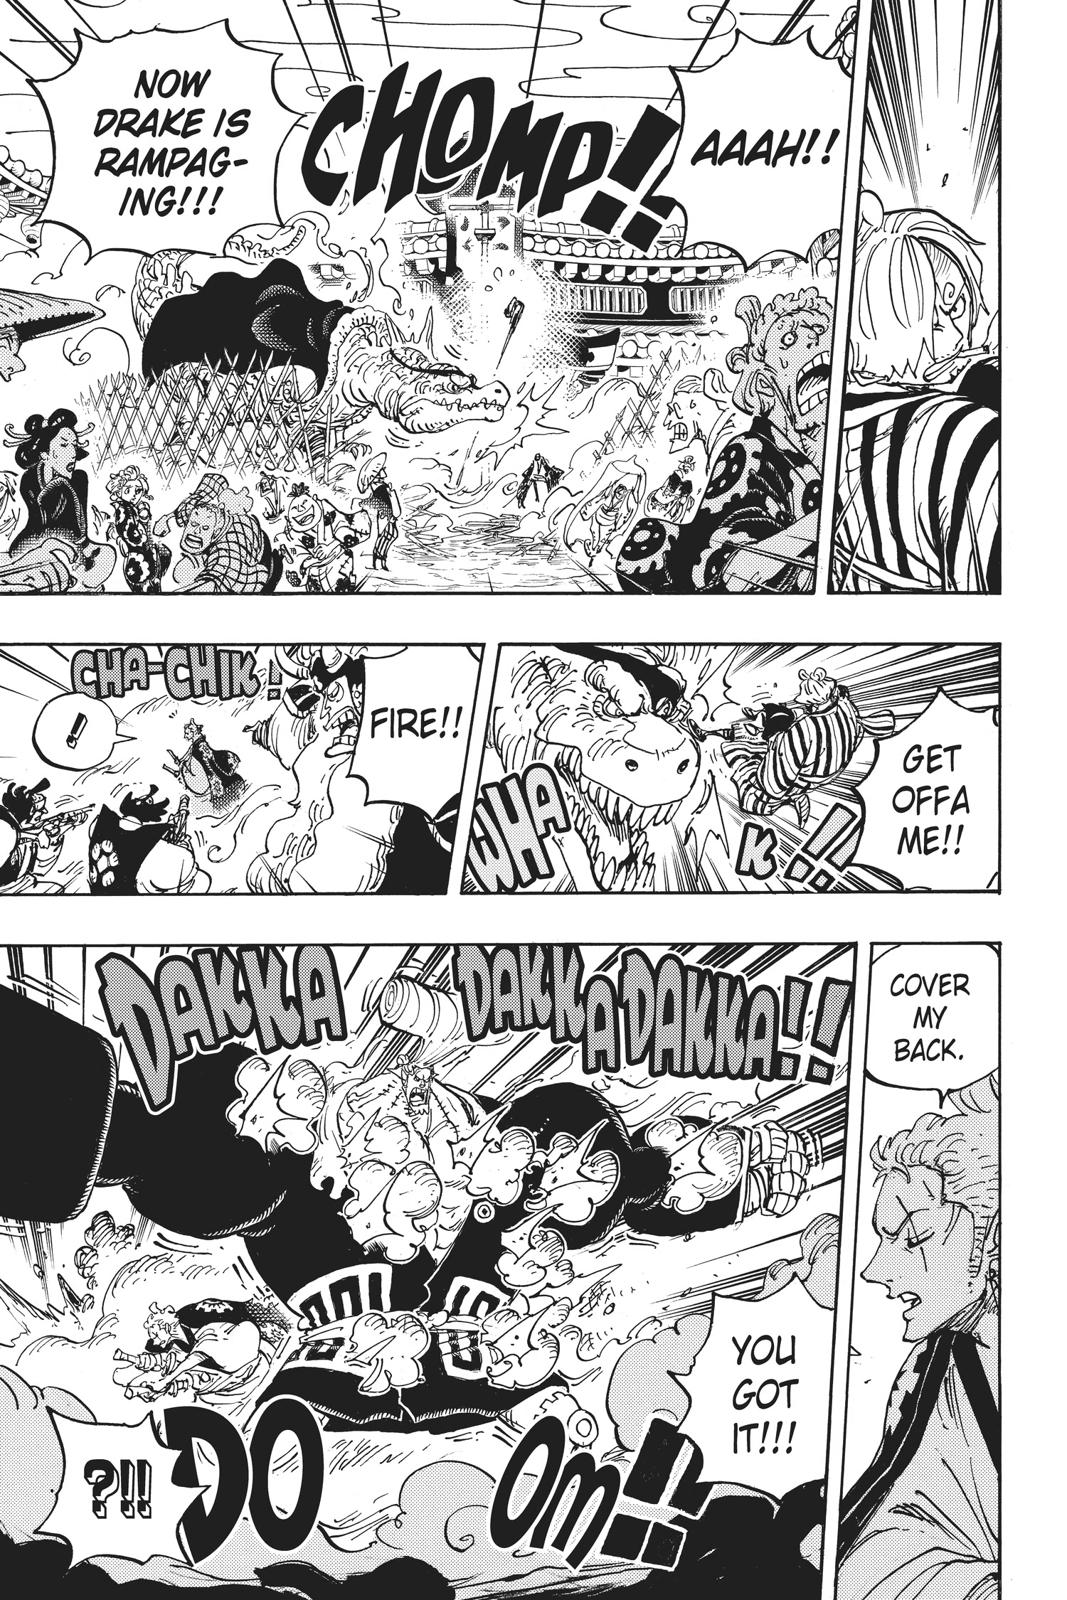 AAAH!!
CHOMP!!
NOW
DRAKE IS
RAMPAG-
ING!!!
GET
OFFA
ME!!
WHA
K!!
FIRE!!
CHA-CHIK!
!!
COVER
MY
BACK.
YOU
GOT
IT!!!
DAKKA
DAKKA DAKKA!!
DO
OM!!
?!!